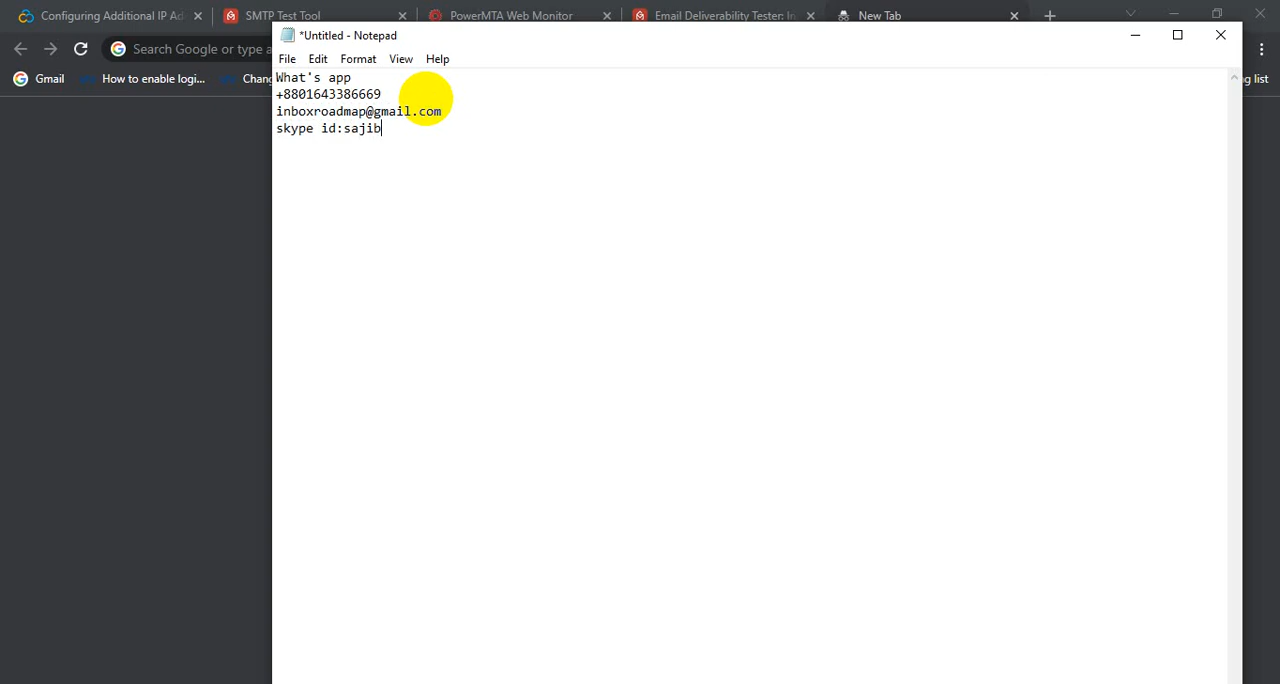 Configuring Additional IP Ad
SMTP Test Tool
PowerMTA Web Monitor
Email Deliverability Tester: In
New Tab
Search Google or type a
*Untitled - Notepad
Gmail
How to enable logi...
Chang
g list
File Edit Format View Help
What's app
+8801643386669
inboxroadmap@gmail.com
skype id:sajib